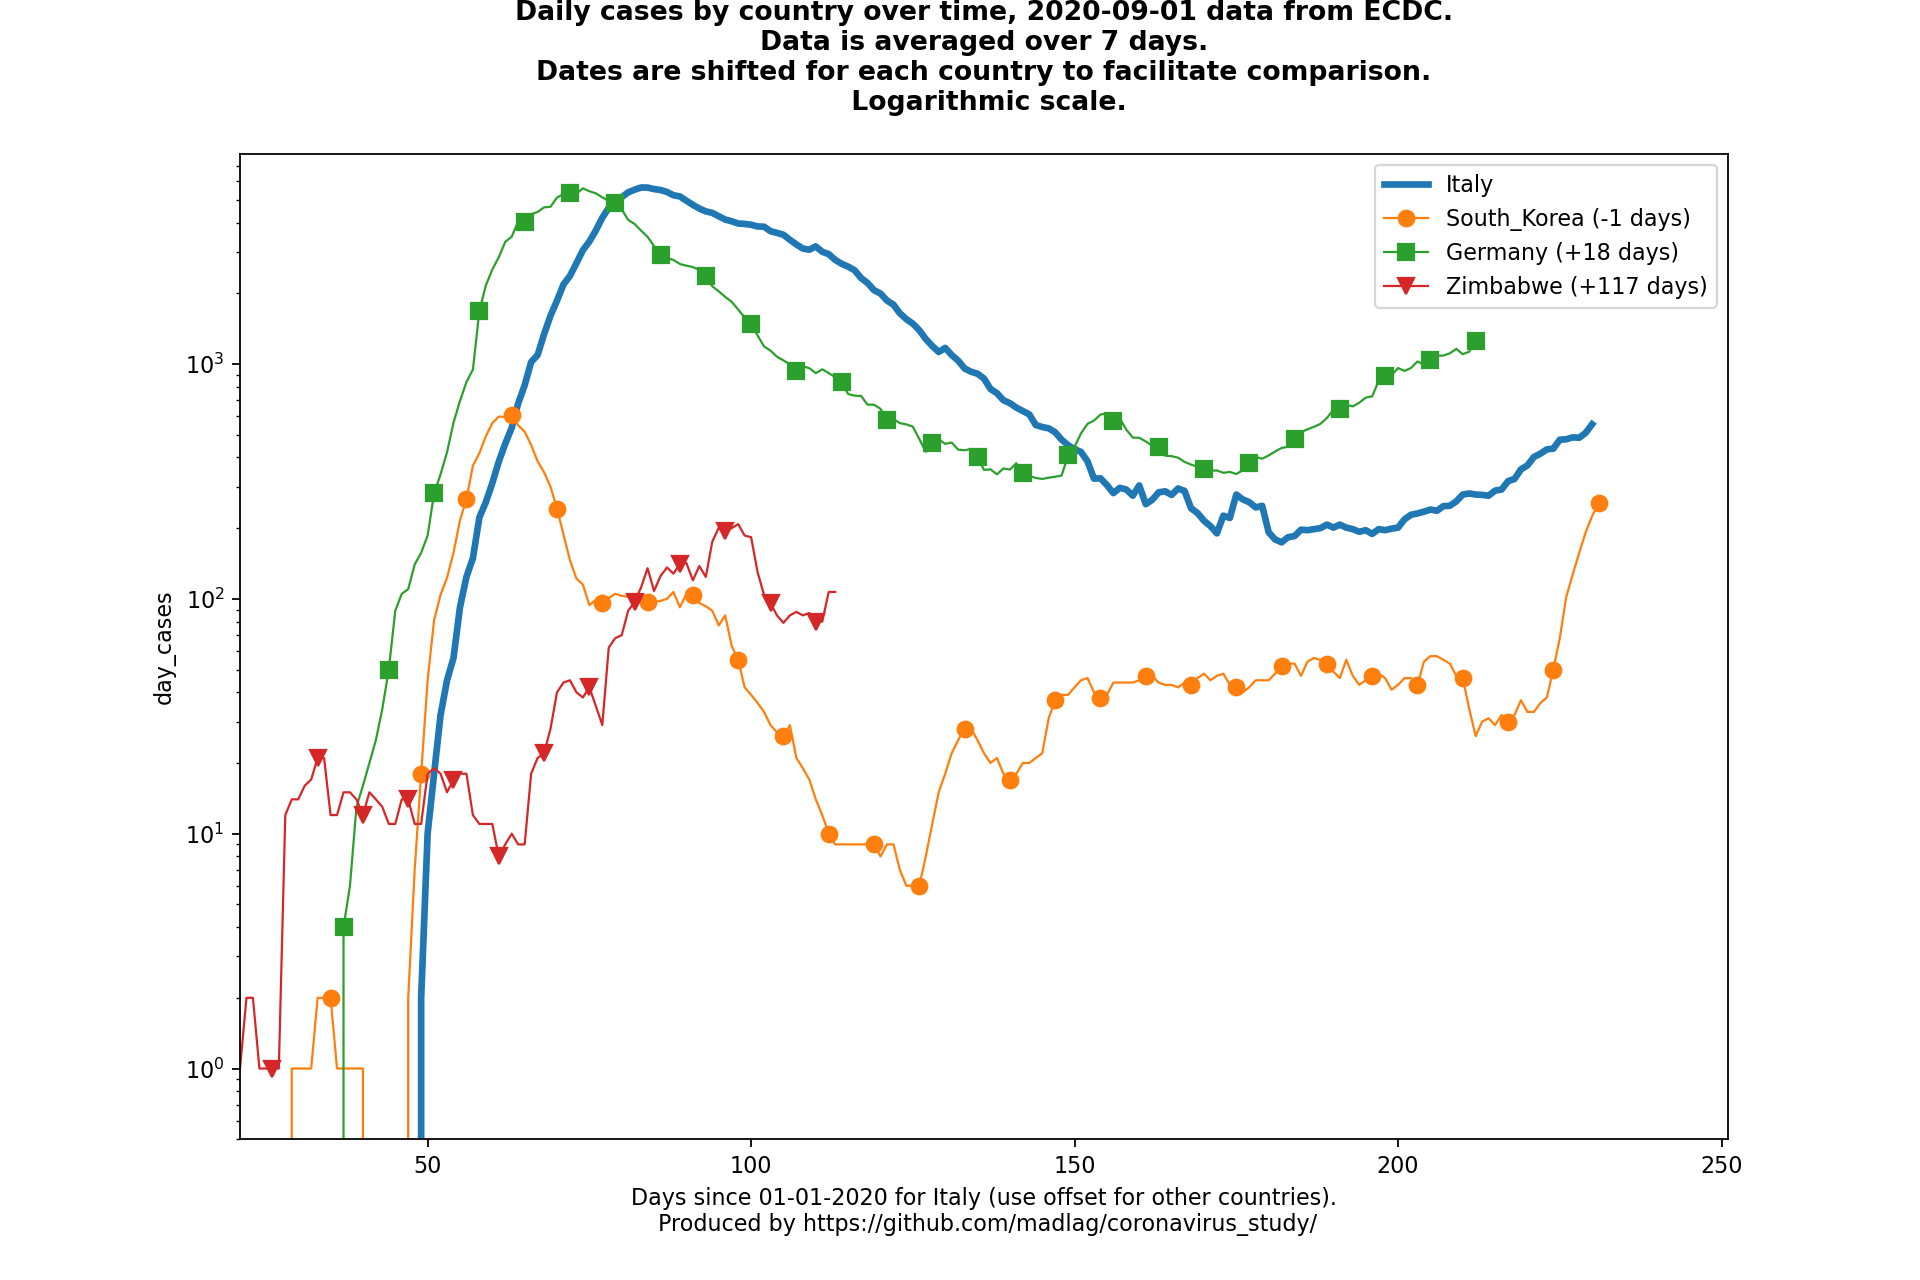 Daily cases by country over time, 2020-09-01 data from ECDC.
Data is averaged over 7 days.
Dates are shifted for each country to facilitate comparison.
Logarithmic scale.
Italy
South_Korea (-1 days)
Germany (+18 days)
Zimbabwe (+117 days)
day_cases
10³
10²
10¹
10⁰
50 100 150 200 250
Days since 01-01-2020 for Italy (use offset for other countries).
Produced by https://github.com/madlag/coronavirus_study/